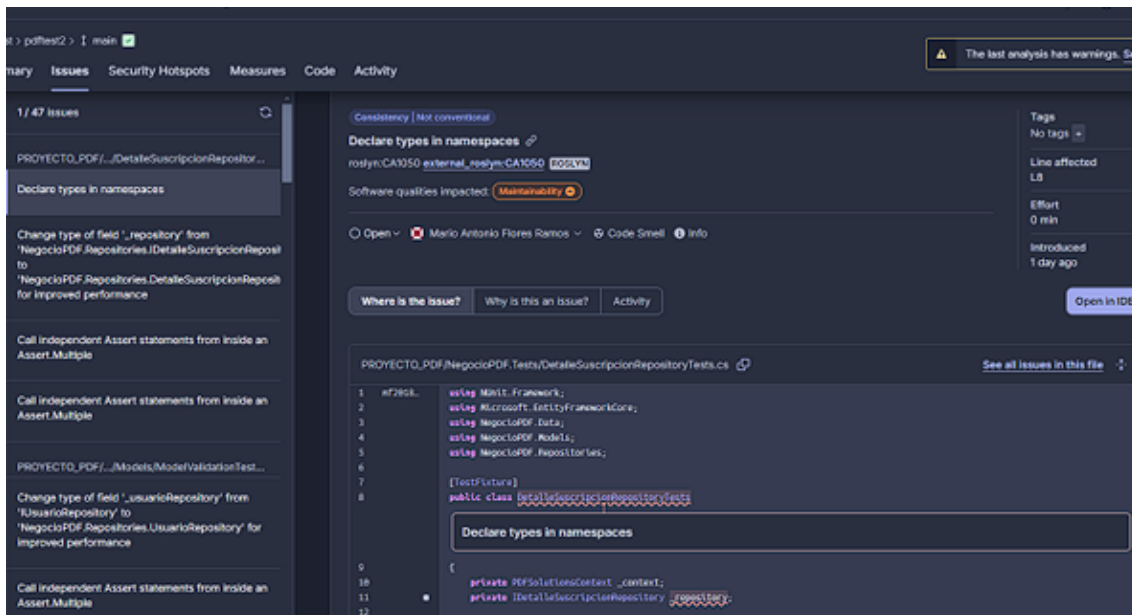 st > pdftest2 > main
mary Issues Security Hotspots Measures Code Activity
The last analysis has warnings. S
1 / 47 issues
PROYECTO_PDF/.../DetalleSuscripcionRepositor...
Declare types in namespaces
Change type of field '_repository' from
'NegocioPDF.Repositories.IDetalleSuscripcionReposit
to
'NegocioPDF.Repositories.DetalleSuscripcionReposit
for improved performance
Call independent Assert statements from inside an
Assert.Multiple
Call independent Assert statements from inside an
Assert.Multiple
PROYECTO_PDF/.../Models/ModelValidationTest...
Change type of field '_usuarioRepository' from
'IUsuarioRepository' to
'NegocioPDF.Repositories.UsuarioRepository' for
improved performance
Call independent Assert statements from inside an
Assert.Multiple
Consistency | Not conventional
Declare types in namespaces
roslyn:CA1050 external_roslyn:CA1050 ROSLYN
Software qualities impacted: Maintainability
Open Mario Antonio Flores Ramos Code Smell Info
Tags
No tags +
Line affected
L8
Effort
0 min
Introduced
1 day ago
Where is the issue? Why is this an issue? Activity
Open in IDE
PROYECTO_PDF/NegocioPDF.Tests/DetalleSuscripcionRepositoryTests.cs
See all issues in this file
1 using NUnit.Framework;
2 using Microsoft.EntityFrameworkCore;
3 using NegocioPDF.Data;
4 using NegocioPDF.Models;
5 using NegocioPDF.Repositories;
6
7 [TestFixture]
8 public class DetalleSuscripcionRepositoryTests
Declare types in namespaces
9 {
10 private PDFSolutionsContext _context;
11 private IDetalleSuscripcionRepository _repository;
12